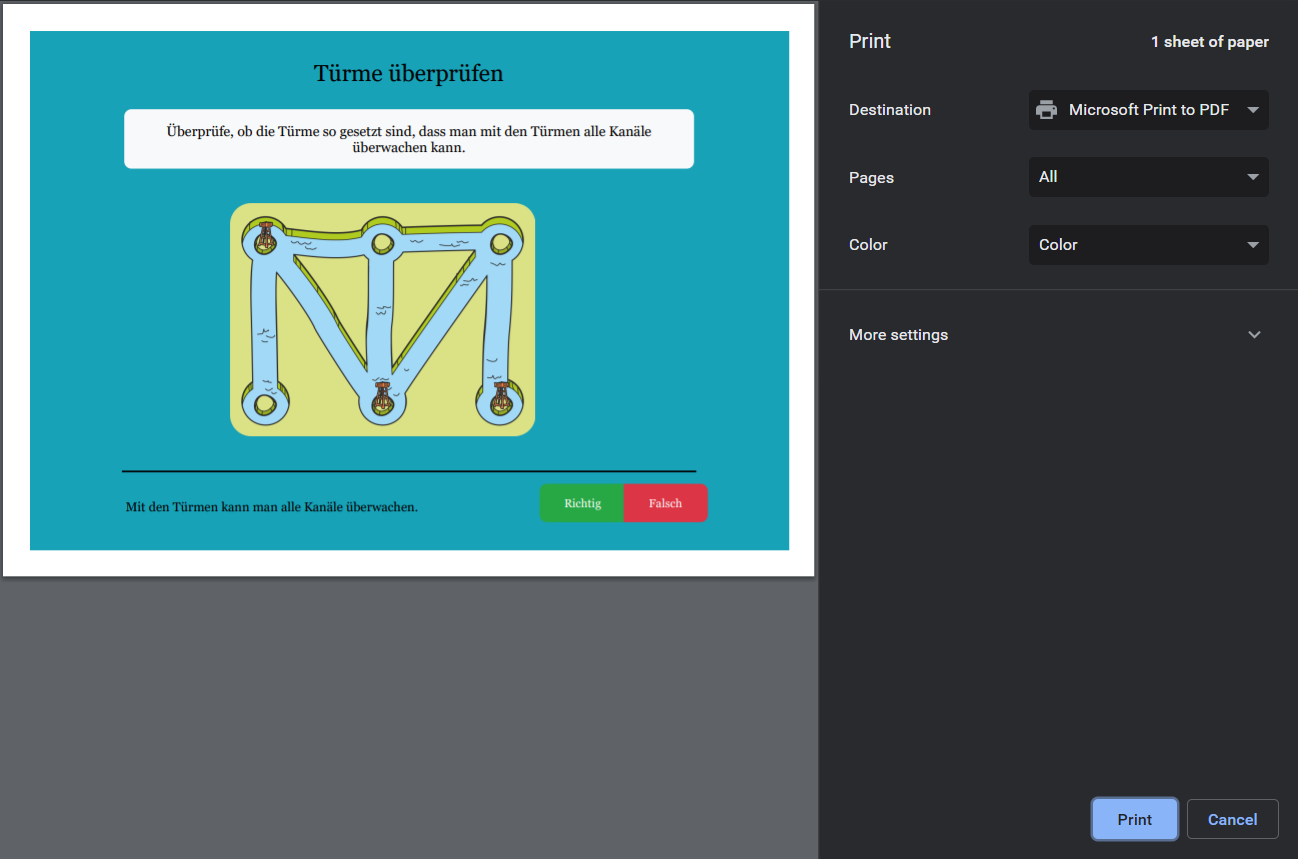 Türme überprüfen
Überprüfe, ob die Türme so gesetzt sind, dass man mit den Türmen alle Kanäle
überwachen kann.
Mit den Türmen kann man alle Kanäle überwachen.
Richtig
Falsch
Print
1 sheet of paper
Destination
Microsoft Print to PDF
Pages
All
Color
Color
More settings
Print
Cancel